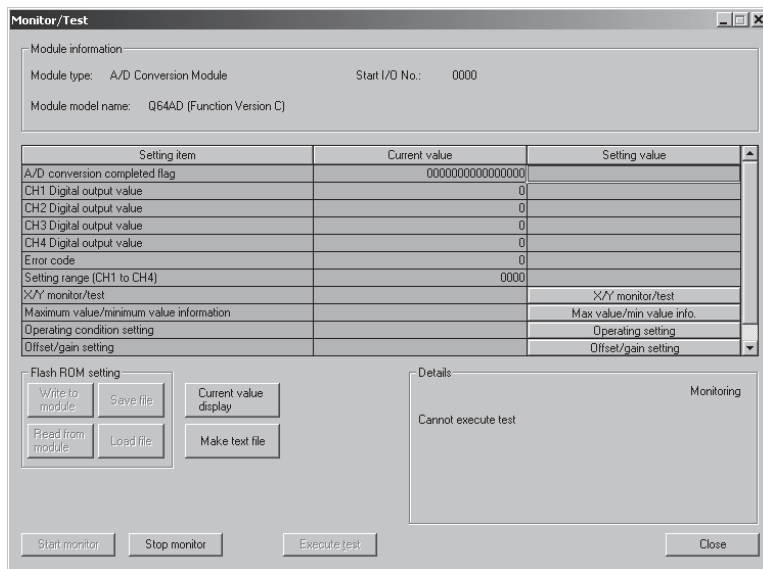 Monitor/Test
Module information
Module type: A/D Conversion Module Start I/O No.: 0000
Module model name: Q64AD (Function Version C)
Setting item Current value Setting value
A/D conversion completed flag 0000000000000000
CH1 Digital output value 0
CH2 Digital output value 0
CH3 Digital output value 0
CH4 Digital output value 0
Error code 0
Setting range (CH1 to CH4) 0000
X/Y monitor/test X/Y monitor/test
Maximum value/minimum value information Max value/min value info.
Operating condition setting Operating setting
Offset/gain setting Offset/gain setting
Flash ROM setting
Write to
module
Save file
Current value
display
Read from
module
Load file
Make text file
Details
Monitoring
Cannot execute test
Start monitor Stop monitor Execute test Close